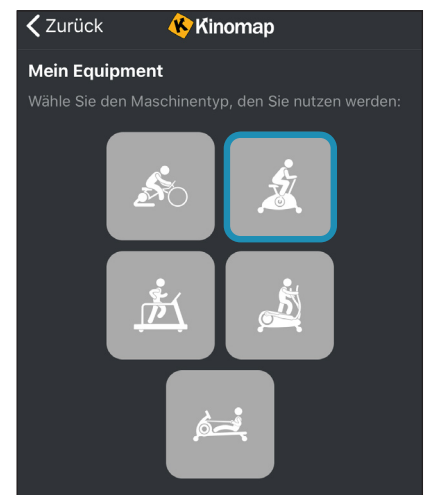 Zurück Kinomap
Mein Equipment
Wähle Sie den Maschinentyp, den Sie nutzen werden: